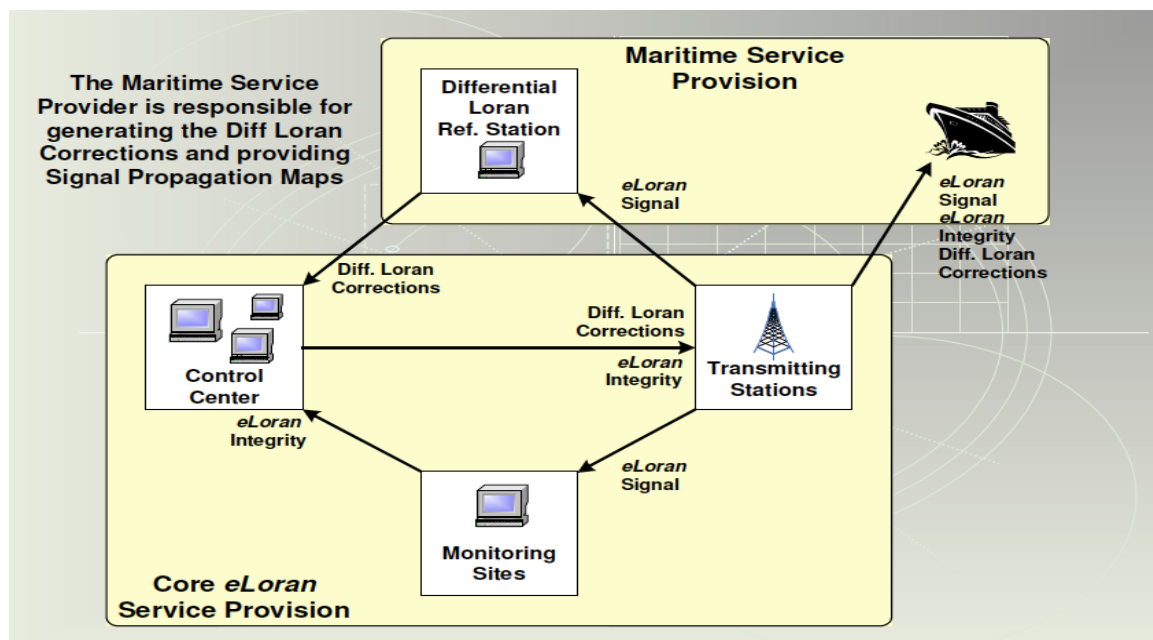 The Maritime Service
Provider is responsible for
generating the Diff Loran
Corrections and providing
Signal Propagation Maps
Maritime Service
Provision
Differential
Loran
Ref. Station
eLoran
Signal
eLoran
Signal
eLoran
Integrity
Diff. Loran
Corrections
Diff. Loran
Corrections
Diff. Loran
Corrections
eLoran
Integrity
Control
Center
Transmitting
Stations
eLoran
Integrity
eLoran
Signal
Monitoring
Sites
Core eLoran
Service Provision